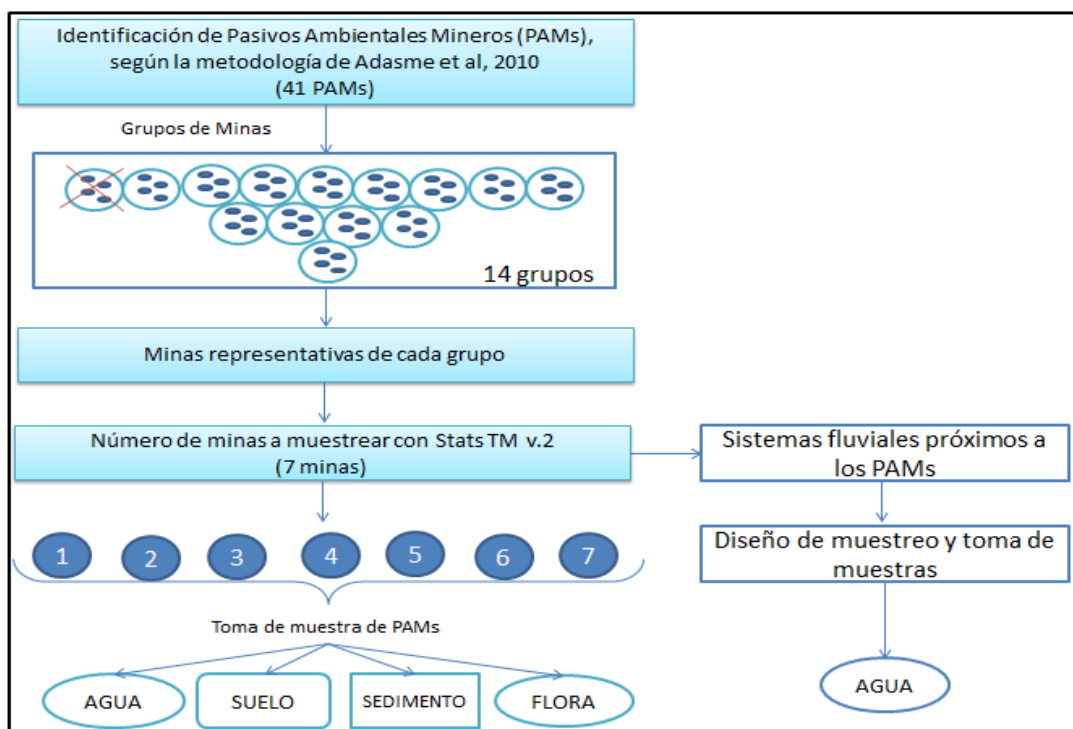 Identificación de Pasivos Ambientales Mineros (PAMs),
según la metodología de Adasme et al, 2010
(41 PAMs)
Grupos de Minas
14 grupos
Minas representativas de cada grupo
Número de minas a muestrear con Stats TM v.2
(7 minas)
Sistemas fluviales próximos a
los PAMs
1 2 3 4 5 6 7
Diseño de muestreo y toma de
muestras
Toma de muestra de PAMs
AGUA SUELO SEDIMENTO FLORA
AGUA